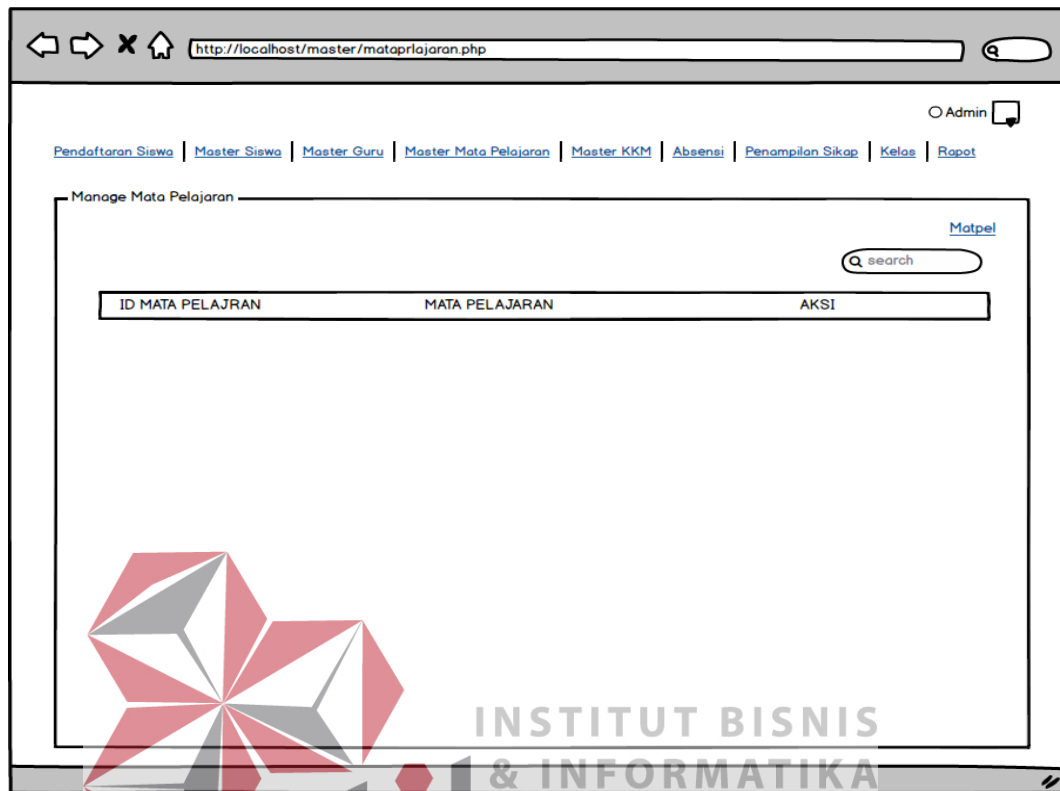 http://localhost/master/mataprlajaran.php
Admin
Pendaftaran Siswa Master Siswa Master Guru Master Mata Pelajaran Master KKM Absensi Penampilan Sikap Kelas Rapot
Manage Mata Pelajaran
Matpel
search
ID MATA PELAJRAN MATA PELAJARAN AKSI
INSTITUT BISNIS
& INFORMATIKA